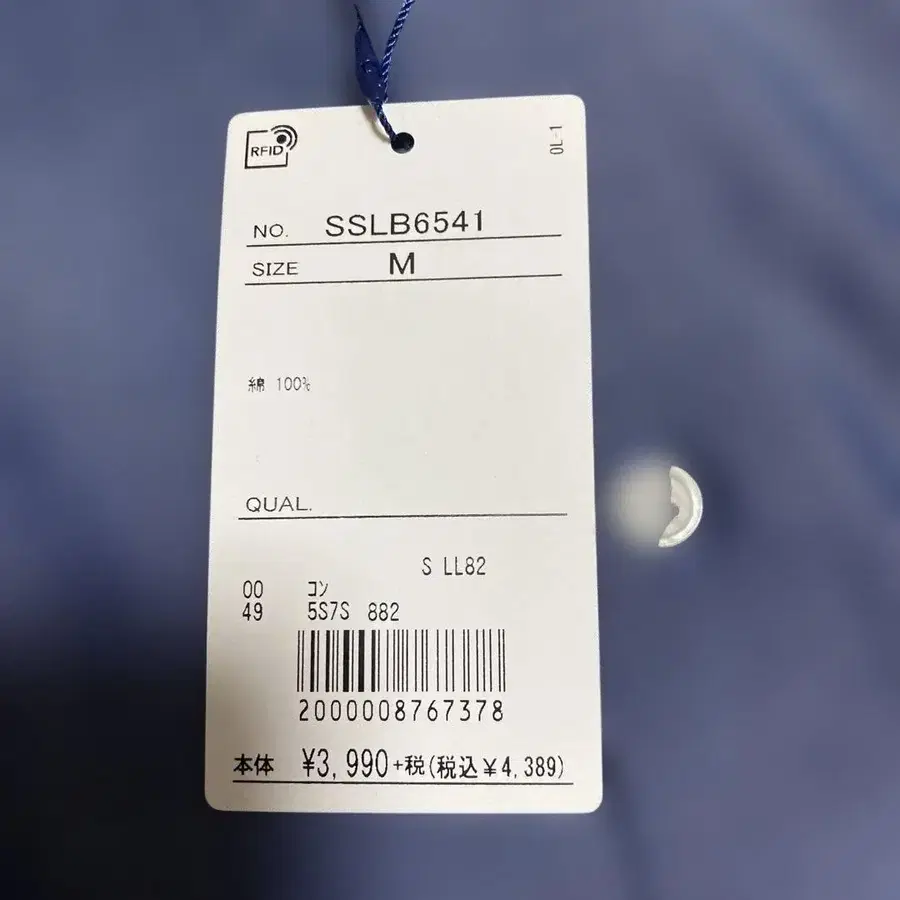 RFID
0L-1
NO. SSLB6541
SIZE M
綿 100%
QUAL.
S LL82
00 コン
49 5S7S 882
2000008767378
本体 ¥3,990+税(税込¥4,389)